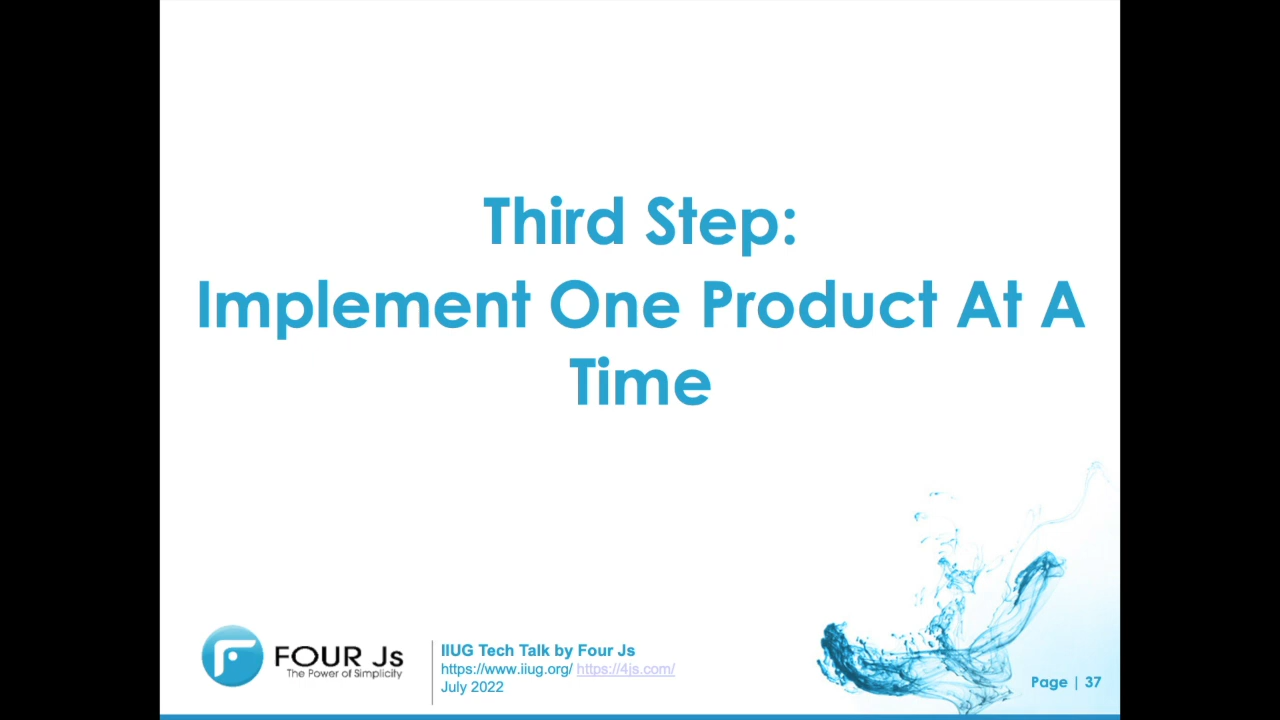 Third Step:
Implement One Product At A
Time
FOUR Js
The Power of Simplicity
IIUG Tech Talk by Four Js
https://www.iiug.org/ https://4js.com/
July 2022
Page | 37